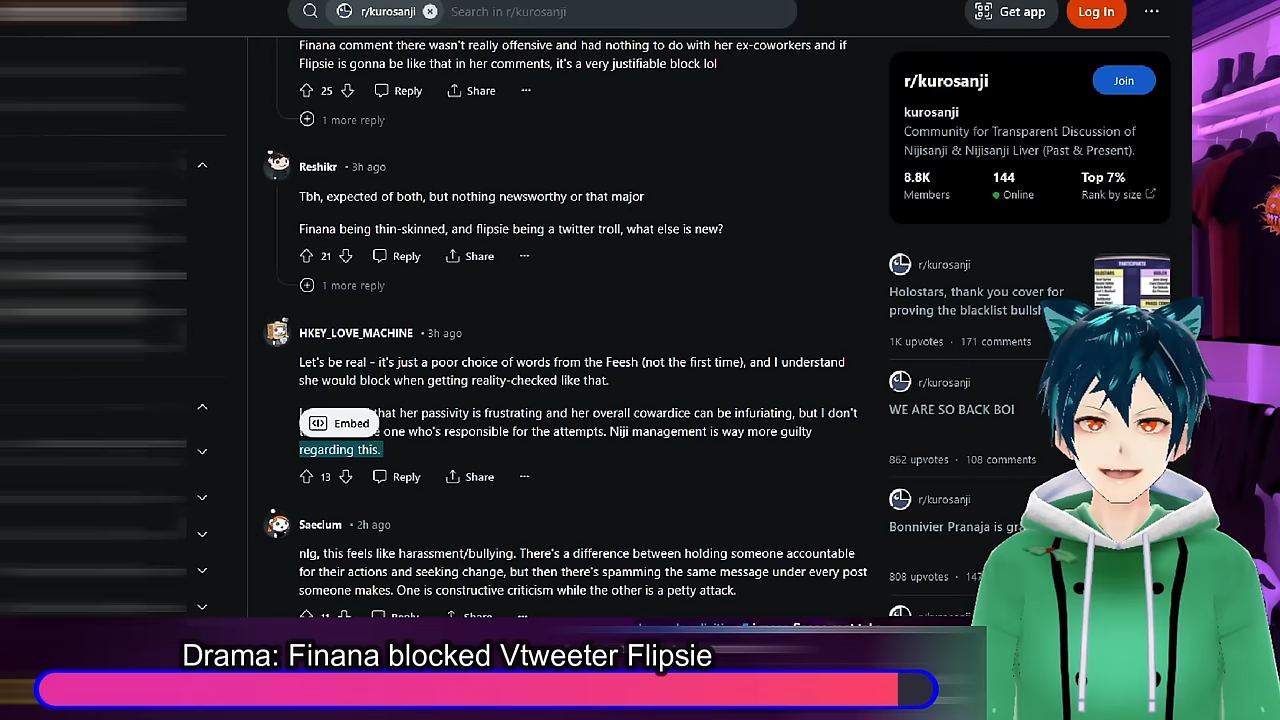 r/kurosanji
Search in r/kurosanji
Get app
Log In
Finana comment there wasn't really offensive and had nothing to do with her ex-coworkers and if
Flipsie is gonna be like that in her comments, it's a very justifiable block lol
25
Reply
Share
1 more reply
Reshikr • 3h ago
Tbh, expected of both, but nothing newsworthy or that major
Finana being thin-skinned, and flipsie being a twitter troll, what else is new?
21
Reply
Share
1 more reply
HKEY_LOVE_MACHINE • 3h ago
Let's be real - it's just a poor choice of words from the Feesh (not the first time), and I understand
she would block when getting reality-checked like that.
that her passivity is frustrating and her overall cowardice can be infuriating, but I don't
Embed
one who's responsible for the attempts. Niji management is way more guilty
regarding this.
13
Reply
Share
Saeclum • 2h ago
nlg, this feels like harassment/bullying. There's a difference between holding someone accountable
for their actions and seeking change, but then there's spamming the same message under every post
someone makes. One is constructive criticism while the other is a petty attack.
11
Reply
Share
r/kurosanji
Join
kurosanji
Community for Transparent Discussion of
Nijisanji & Nijisanji Liver (Past & Present).
8.8K
144
Top 7%
Members
Online
Rank by size
r/kurosanji
Holostars, thank you cover for
proving the blacklist
1K upvotes • 171 comments
r/kurosanji
WE ARE SO BACK BOI
862 upvotes • 108 comments
r/kurosanji
Bonnivier Pranaja is
808 upvotes •
Drama: Finana blocked Vtweeter Flipsie